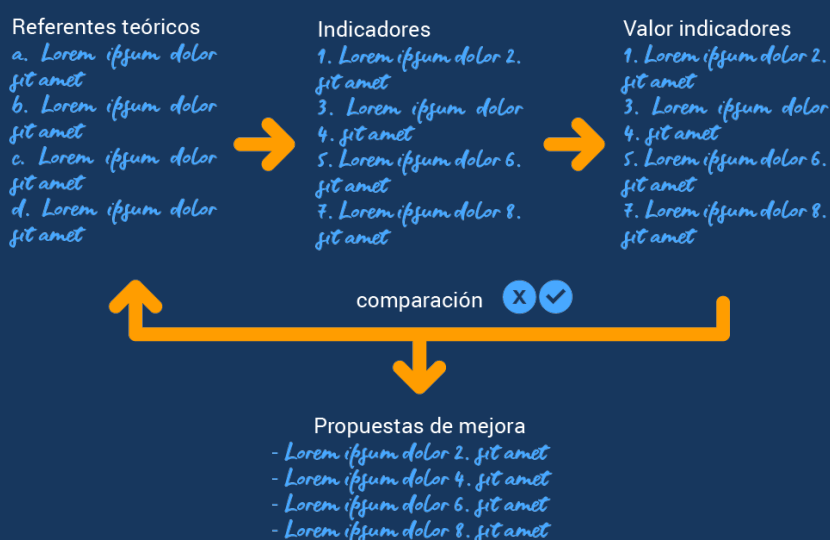 Referentes teóricos
a. Lorem ipsum dolor
sit amet
b. Lorem ipsum dolor
sit amet
c. Lorem ipsum dolor
sit amet
d. Lorem ipsum dolor
sit amet
Indicadores
1. Lorem ipsum dolor 2.
sit amet
3. Lorem ipsum dolor
4. sit amet
5. Lorem ipsum dolor 6.
sit amet
7. Lorem ipsum dolor 8.
sit amet
Valor indicadores
1. Lorem ipsum dolor 2.
sit amet
3. Lorem ipsum dolor
4. sit amet
5. Lorem ipsum dolor 6.
sit amet
7. Lorem ipsum dolor 8.
sit amet
comparación X
Propuestas de mejora
- Lorem ipsum dolor 2. sit amet
- Lorem ipsum dolor 4. sit amet
- Lorem ipsum dolor 6. sit amet
- Lorem ipsum dolor 8. sit amet